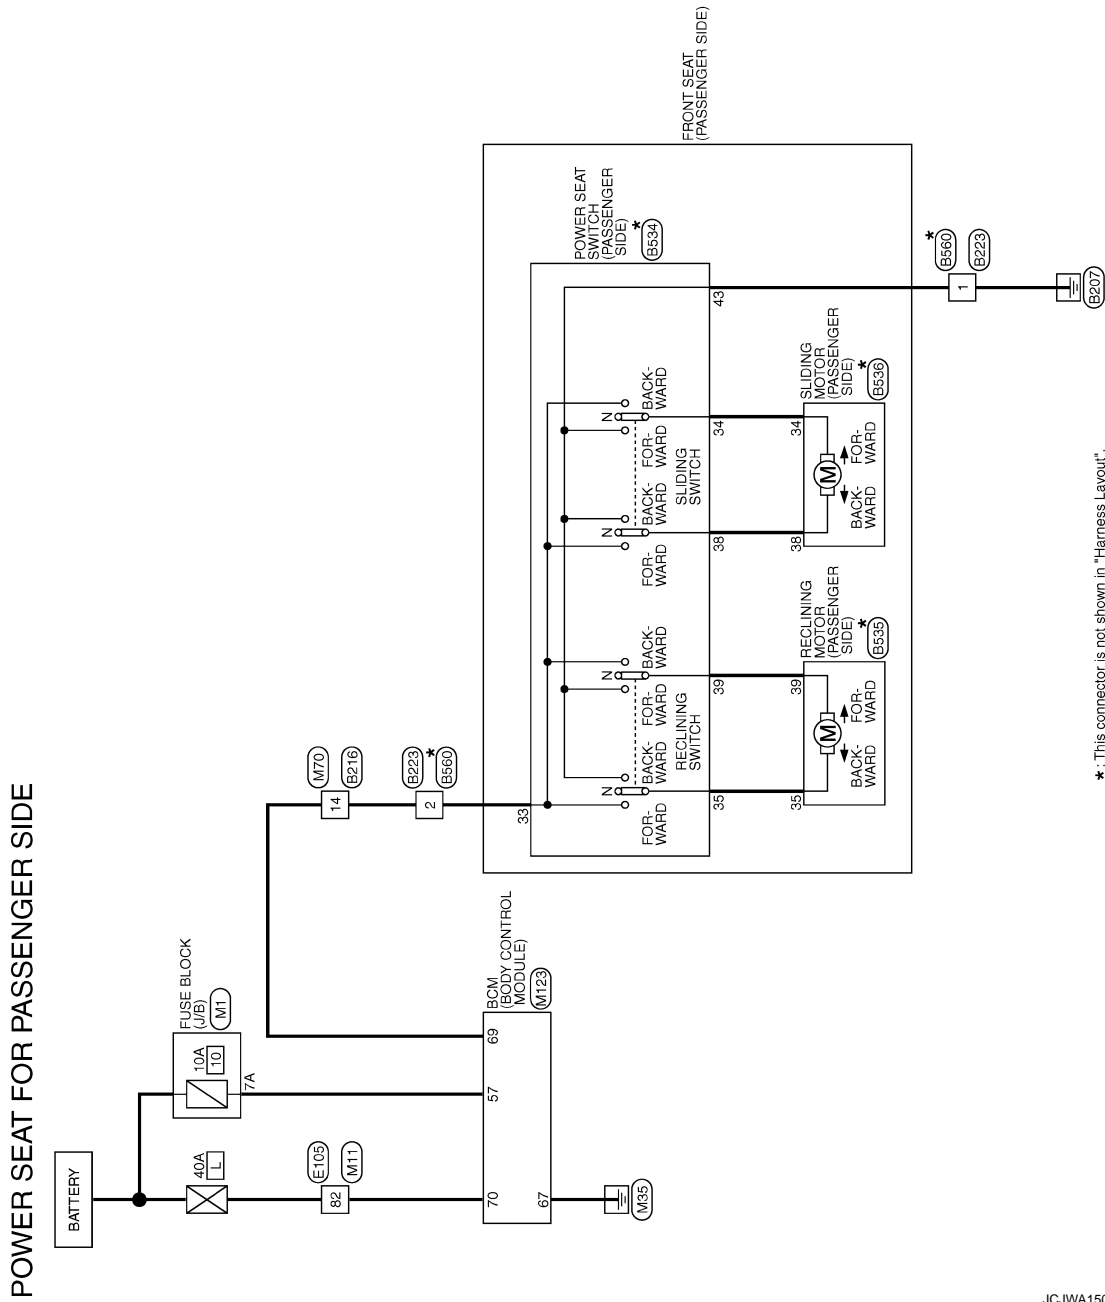 POWER SEAT FOR PASSENGER SIDE
BATTERY
40A
L
E105
82
M11
FUSE BLOCK
(J/B)
M1
10A
10
7A
70
57
69
67
BCM
(BODY CONTROL
MODULE)
M123
M35
M70
14
B216
B223
2
*
B560
33
FRONT SEAT
(PASSENGER SIDE)
POWER SEAT
SWITCH
(PASSENGER
SIDE)
*
B534
N
FOR-
WARD
BACK-
WARD
RECLINING
SWITCH
N
FOR-
WARD
BACK-
WARD
N
FOR-
WARD
BACK-
WARD
SLIDING
SWITCH
N
FOR-
WARD
BACK-
WARD
35
39
38
34
43
35
39
38
34
RECLINING
MOTOR
(PASSENGER
SIDE)
*
B535
M
BACK-
WARD
FOR-
WARD
SLIDING
MOTOR
(PASSENGER
SIDE)
*
B536
M
BACK-
WARD
FOR-
WARD
*
B560
1
B223
B207
* : This connector is not shown in "Harness Layout".
JCJWA150